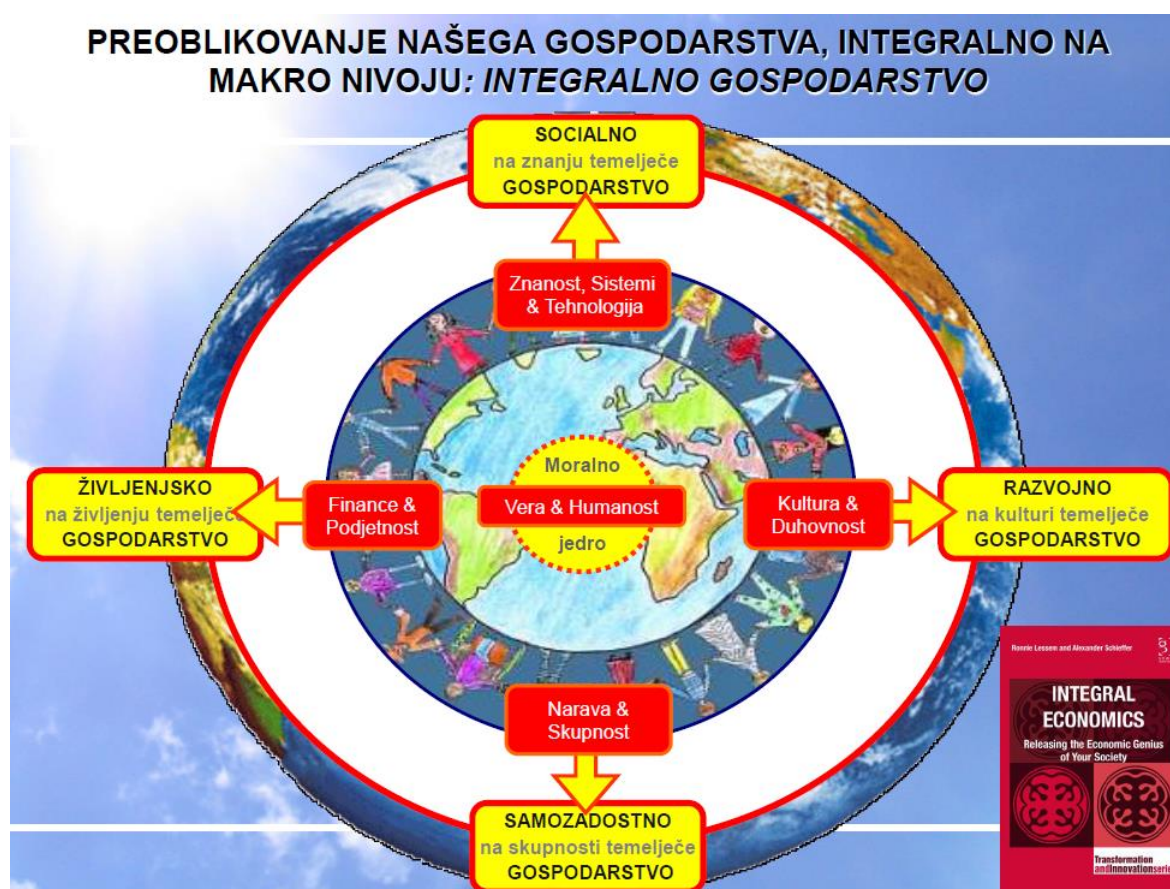 PREOBLIKOVANJE NAŠEGA GOSPODARSTVA, INTEGRALNO NA
MAKRO NIVOJU: INTEGRALNO GOSPODARSTVO
SOCIALNO
na znanju temelječe
GOSPODARSTVO
Znanost, Sistemi
& Tehnologija
ŽIVLJENJSKO
na življenju temelječe
GOSPODARSTVO
Finance &
Podjetnost
Moralno
Vera & Humanost
jedro
Kultura &
Duhovnost
RAZVOJNO
na kulturi temelječe
GOSPODARSTVO
Narava &
Skupnost
SAMOZADOSTNO
na skupnosti temelječe
GOSPODARSTVO
Ronnie Lessem and Alexander Schieffer
INTEGRAL
ECONOMICS
Releasing the Economic Genius
of Your Society
Transformation
andInnovationseries